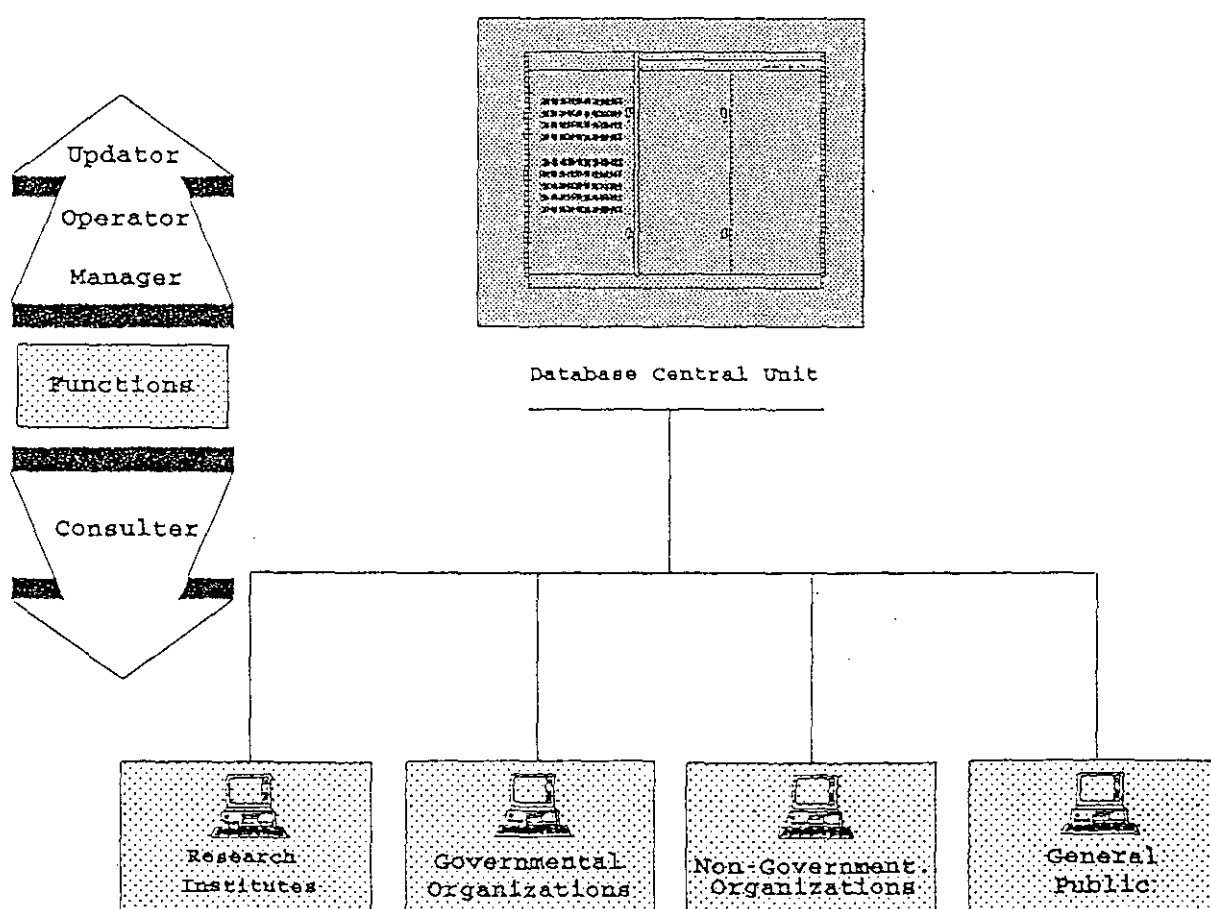 Updator
Operator
Manager
Functions
Consulter
Database Central Unit
Research
Institutes
Governmental
Organizations
Non-Government.
Organizations
General
Public